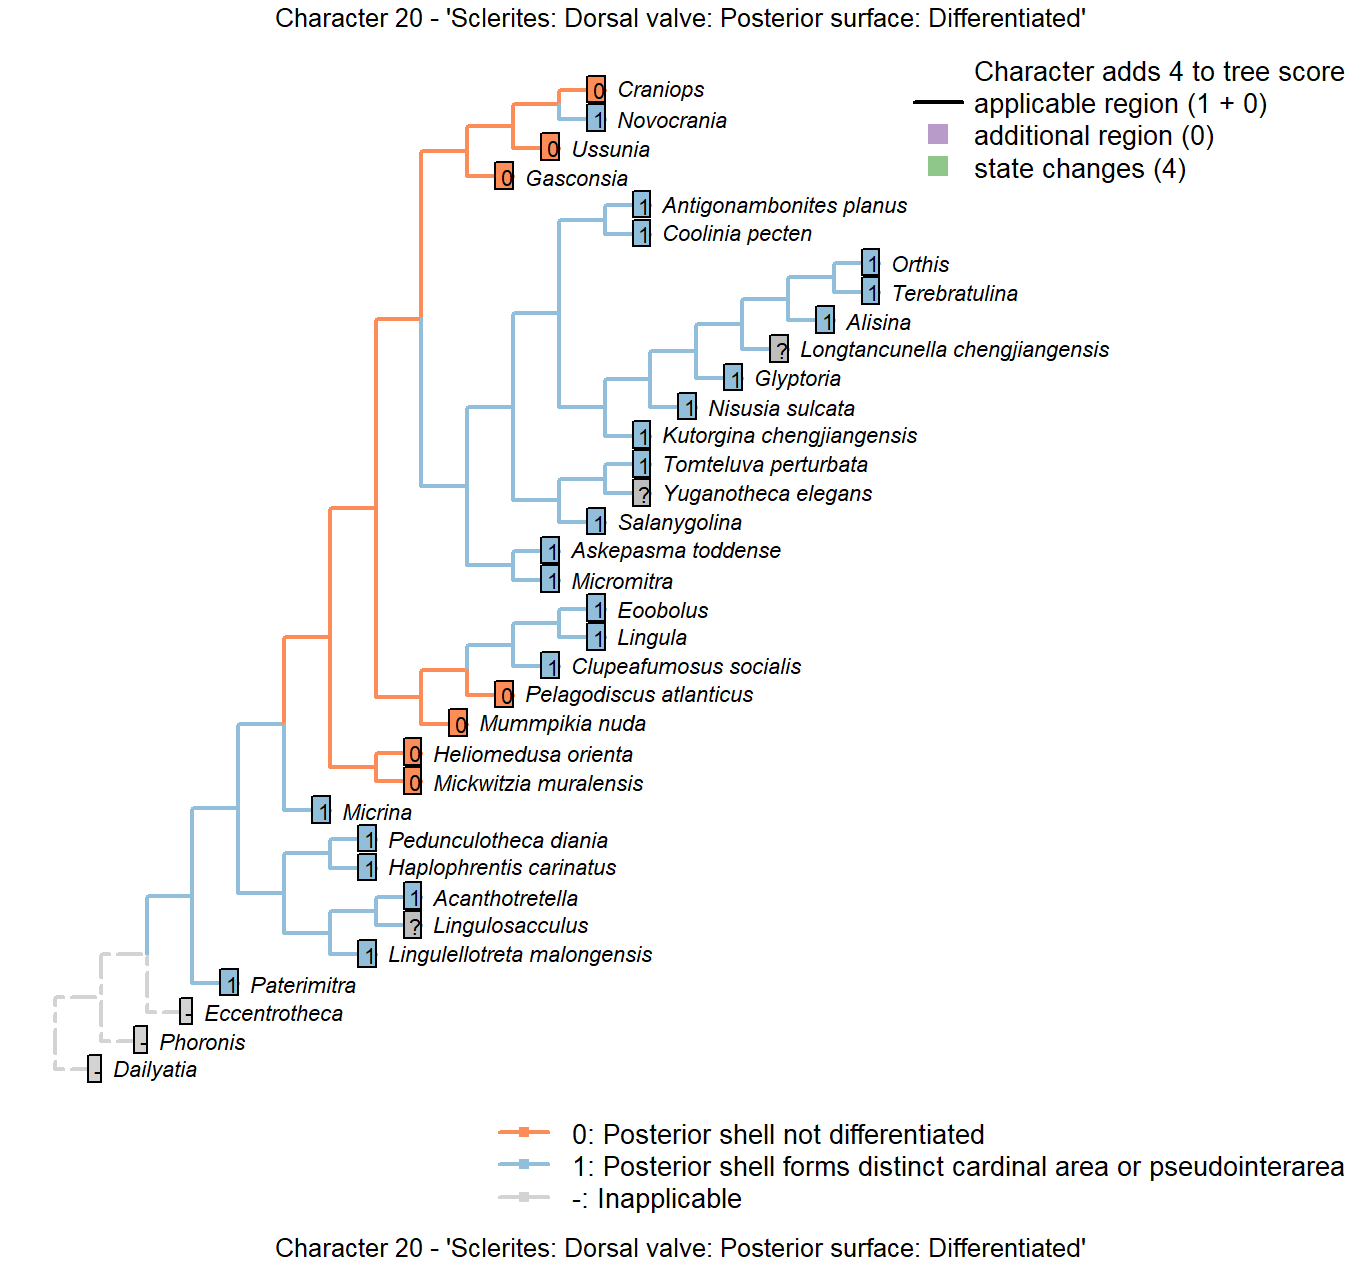 Character 20 - 'Sclerites: Dorsal valve: Posterior surface: Differentiated'
Character adds 4 to tree score
applicable region (1 + 0)
additional region (0)
state changes (4)
0 Craniops
1 Novocrania
0 Ussunia
0 Gasconsia
1 Antigonambonites planus
1 Coolinia pecten
1 Orthis
1 Terebratulina
1 Alisina
? Longtancunella chengjiangensis
1 Glyptoria
1 Nisusia sulcata
1 Kutorgina chengjiangensis
1 Tomteluva perturbata
? Yuganotheca elegans
1 Salanygolina
1 Askepasma toddense
1 Micromitra
1 Eoobolus
1 Lingula
1 Clupeafumosus socialis
0 Pelagodiscus atlanticus
0 Mummpikia nuda
0 Heliomedusa orienta
0 Mickwitzia muralensis
1 Micrina
1 Pedunculotheca diania
1 Haplophrentis carinatus
1 Acanthotretella
? Lingulosacculus
1 Lingulellotreta malongensis
1 Paterimitra
- Eccentrotheca
- Phoronis
- Dailyatia
0: Posterior shell not differentiated
1: Posterior shell forms distinct cardinal area or pseudointerarea
-: Inapplicable
Character 20 - 'Sclerites: Dorsal valve: Posterior surface: Differentiated'